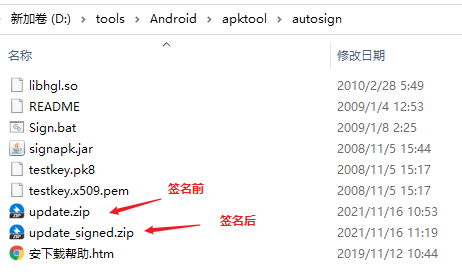 新加卷 (D:) > tools > Android > apktool > autosign
名称 修改日期
libhgl.so 2010/2/28 5:49
README 2009/1/4 12:53
Sign.bat 2009/1/8 2:25
signapk.jar 2008/11/5 15:44
testkey.pk8 2008/11/5 15:17
testkey.x509.pem 2008/11/5 15:17
签名前
update.zip 2021/11/16 10:53
签名后
update_signed.zip 2021/11/16 11:19
安下载帮助.htm 2019/11/12 10:44